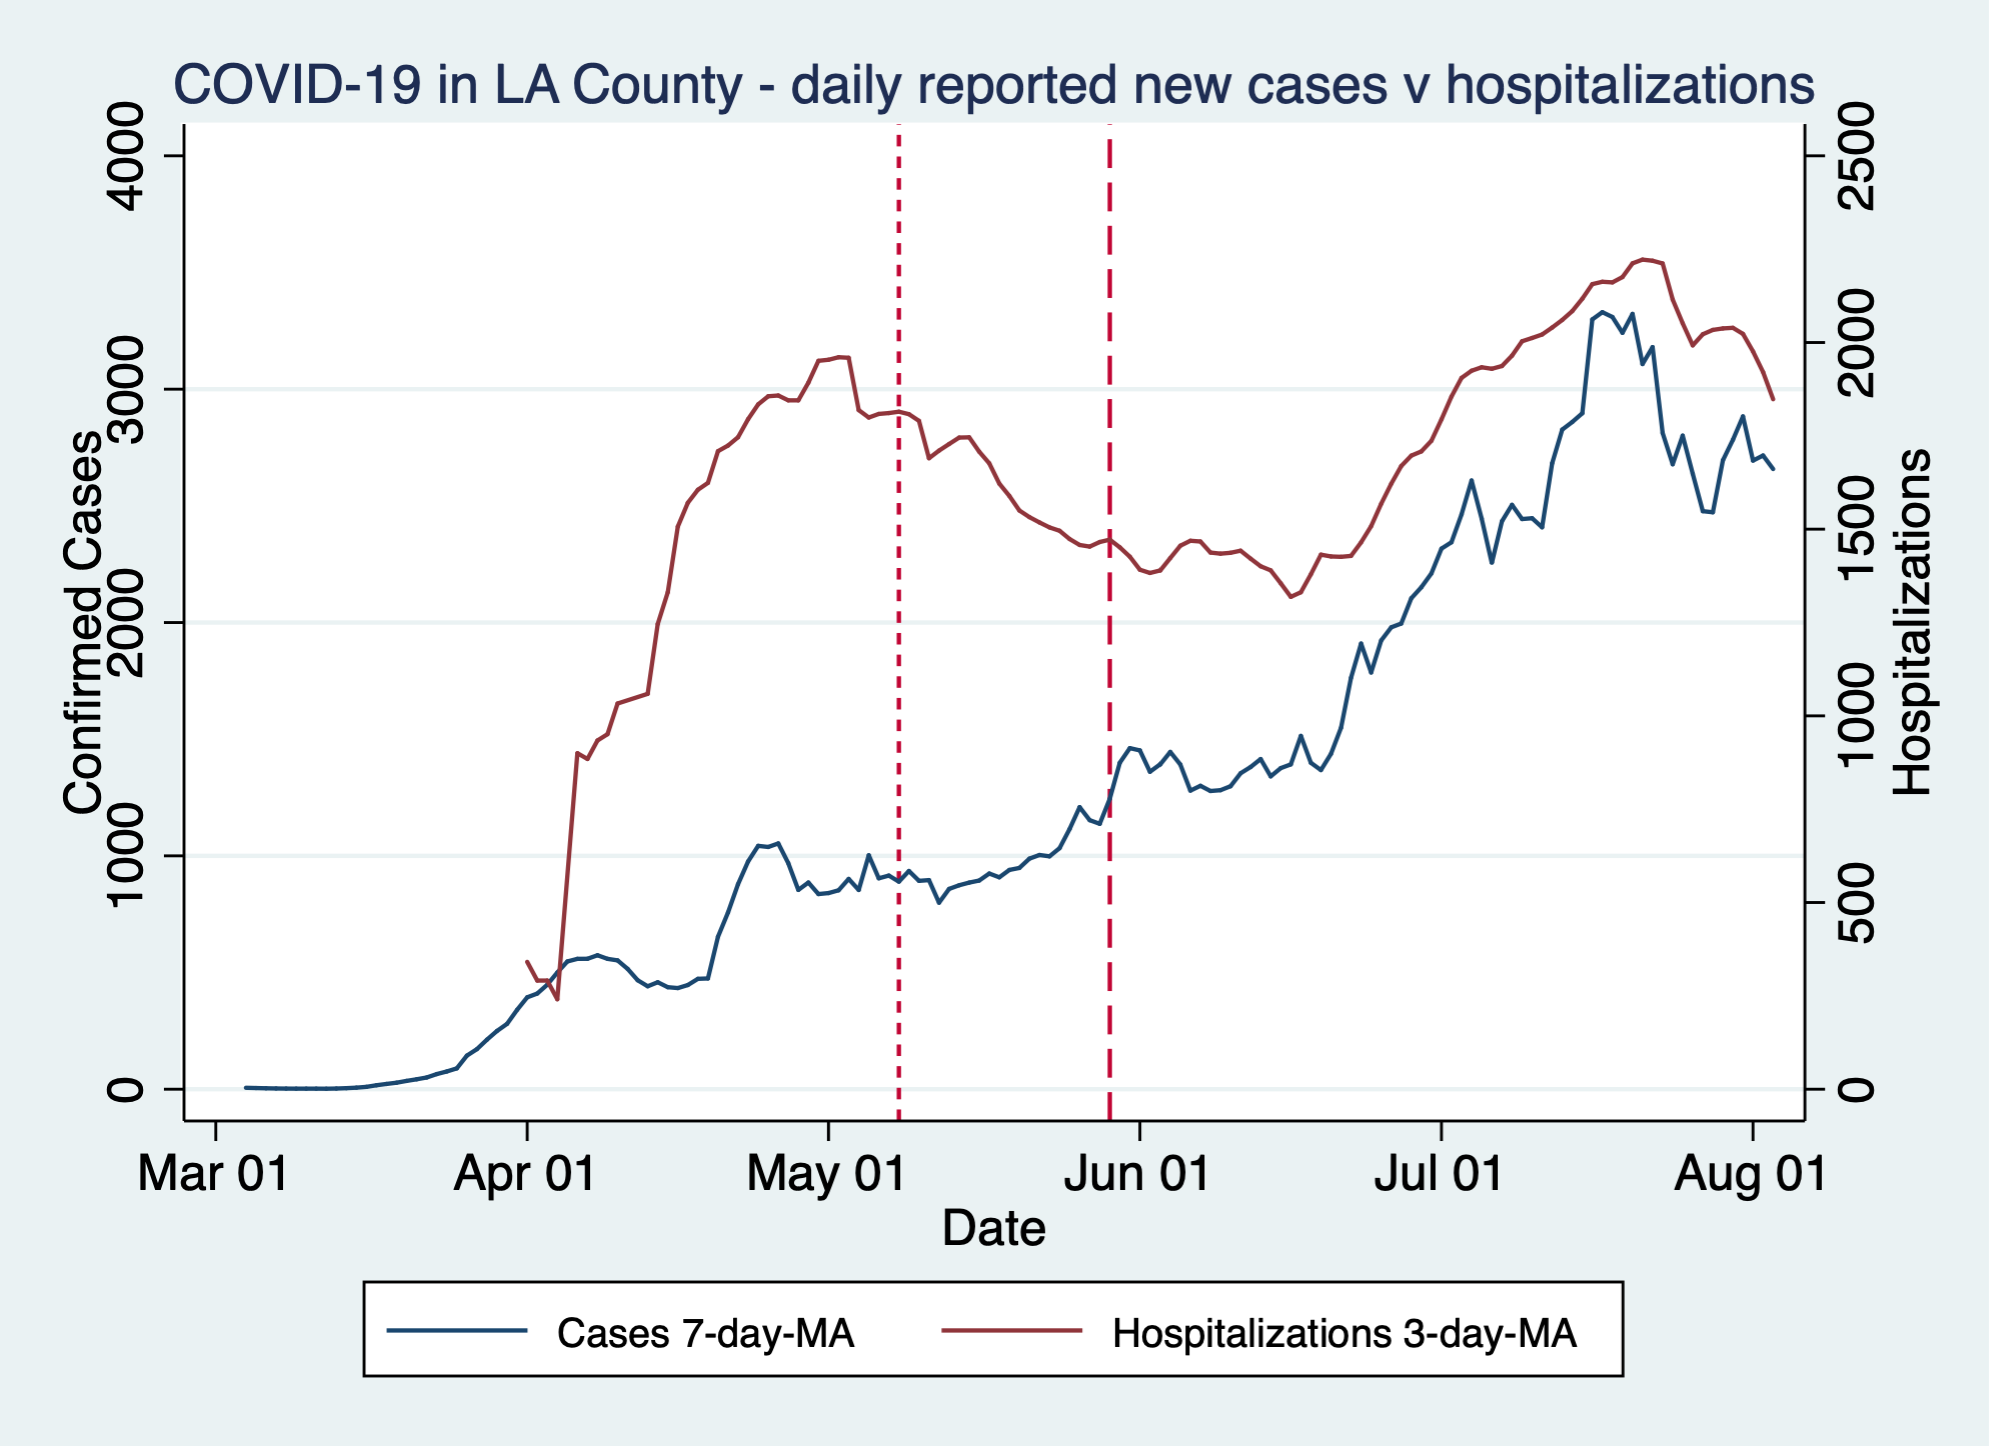 COVID-19 in LA County - daily reported new cases v hospitalizations
Confirmed Cases
4000
3000
2000
1000
0
2500
2000
1500
1000
500
0
Hospitalizations
Mar 01 Apr 01 May 01 Jun 01 Jul 01 Aug 01
Date
Cases 7-day-MA Hospitalizations 3-day-MA